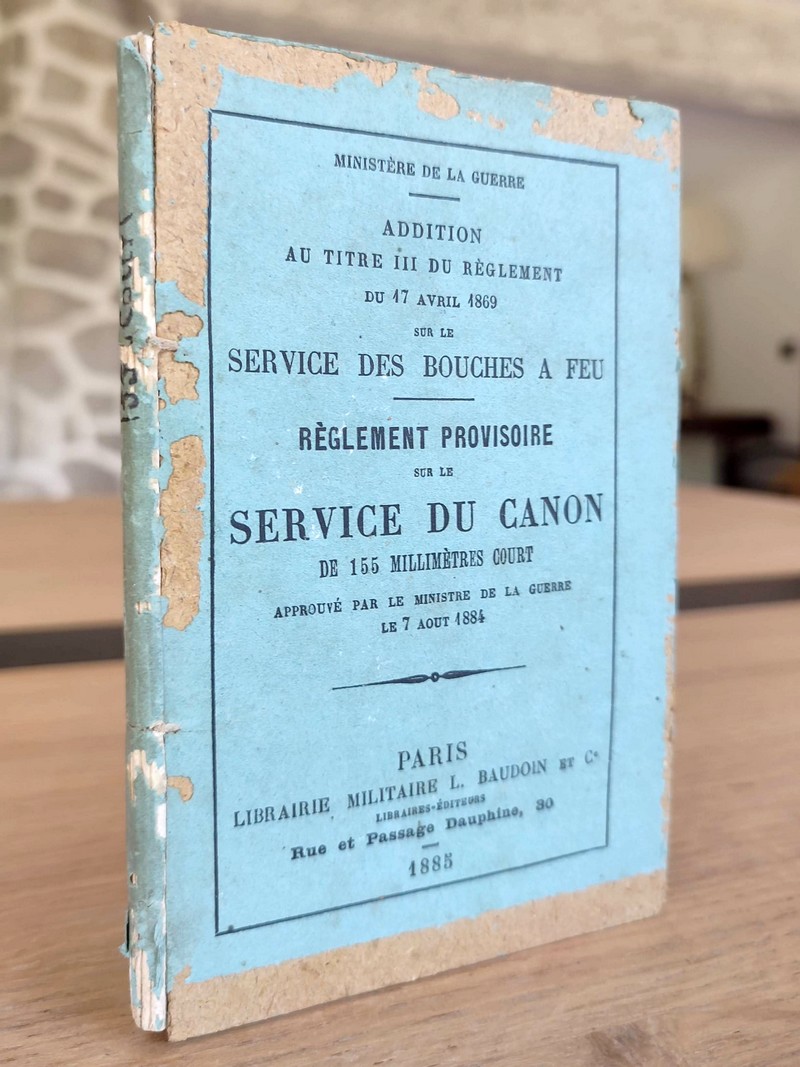 MINISTÈRE DE LA GUERRE
ADDITION
AU TITRE III DU RÈGLEMENT
DU 17 AVRIL 1869
SUR LE
SERVICE DES BOUCHES A FEU
RÈGLEMENT PROVISOIRE
SUR LE
SERVICE DU CANON
DE 155 MILLIMÈTRES COURT
APPROUVÉ PAR LE MINISTRE DE LA GUERRE
LE 7 AOUT 1884
PARIS
LIBRAIRIE MILITAIRE L. BAUDOIN ET Cᵉ
LIBRAIRES-ÉDITEURS
Rue et Passage Dauphine, 30
1885